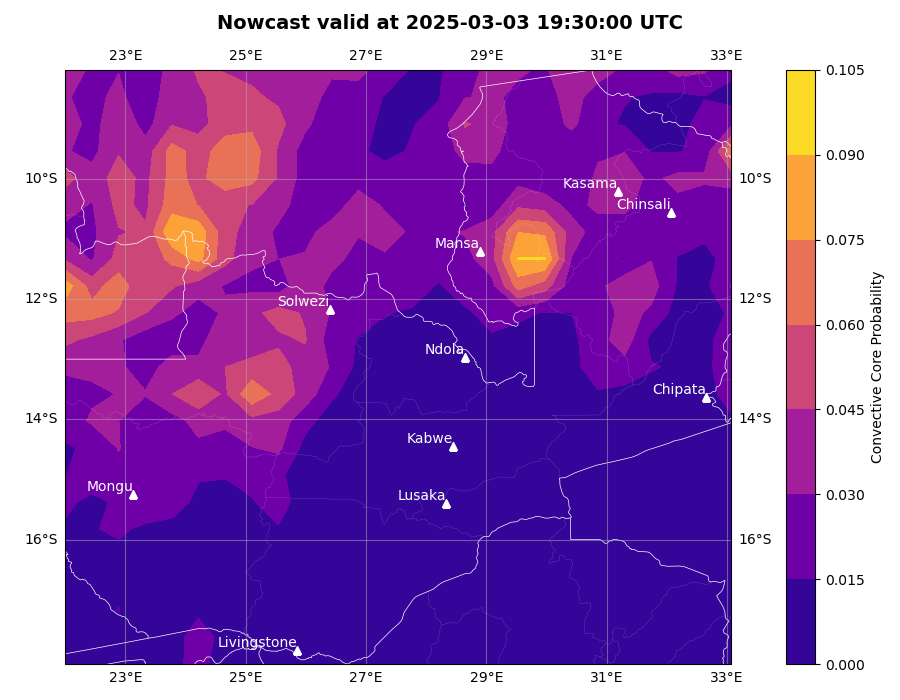 Nowcast valid at 2025-03-03 19:30:00 UTC
23°E 25°E 27°E 29°E 31°E 33°E
0.105
0.090
10°S Kasama 10°S
Chinsali
Mansa
0.075
12°S Solwezi 12°S
0.060
Ndola
Chipata
0.045
14°S 14°S
Kabwe
Mongu Lusaka
0.030
16°S 16°S
0.015
Livingstone
0.000
23°E 25°E 27°E 29°E 31°E 33°E
Convective Core Probability